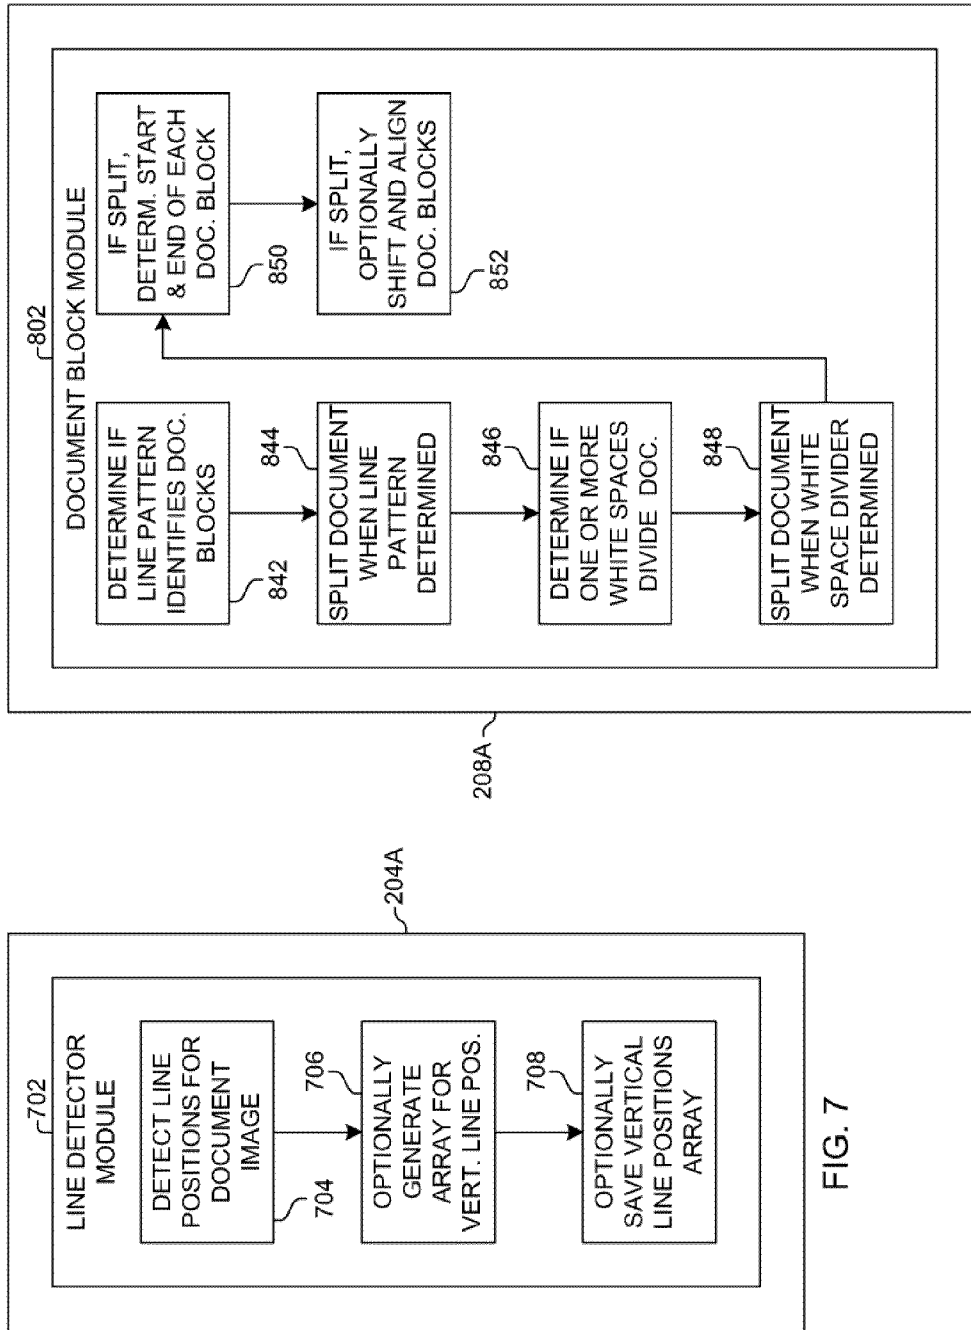 702
LINE DETECTOR
MODULE
DETECT LINE
POSITIONS FOR
DOCUMENT
IMAGE
704
706
OPTIONALLY
GENERATE
ARRAY FOR
VERT. LINE POS.
708
OPTIONALLY
SAVE VERTICAL
LINE POSITIONS
ARRAY
204A
FIG. 7
802
DOCUMENT BLOCK MODULE
DETERMINE IF
LINE PATTERN
IDENTIFIES DOC.
BLOCKS
842
844
SPLIT DOCUMENT
WHEN LINE
PATTERN
DETERMINED
846
DETERMINE IF
ONE OR MORE
WHITE SPACES
DIVIDE DOC.
848
SPLIT DOCUMENT
WHEN WHITE
SPACE DIVIDER
DETERMINED
IF SPLIT,
DETERM. START
& END OF EACH
DOC. BLOCK
850
IF SPLIT,
OPTIONALLY
SHIFT AND ALIGN
DOC. BLOCKS
852
208A